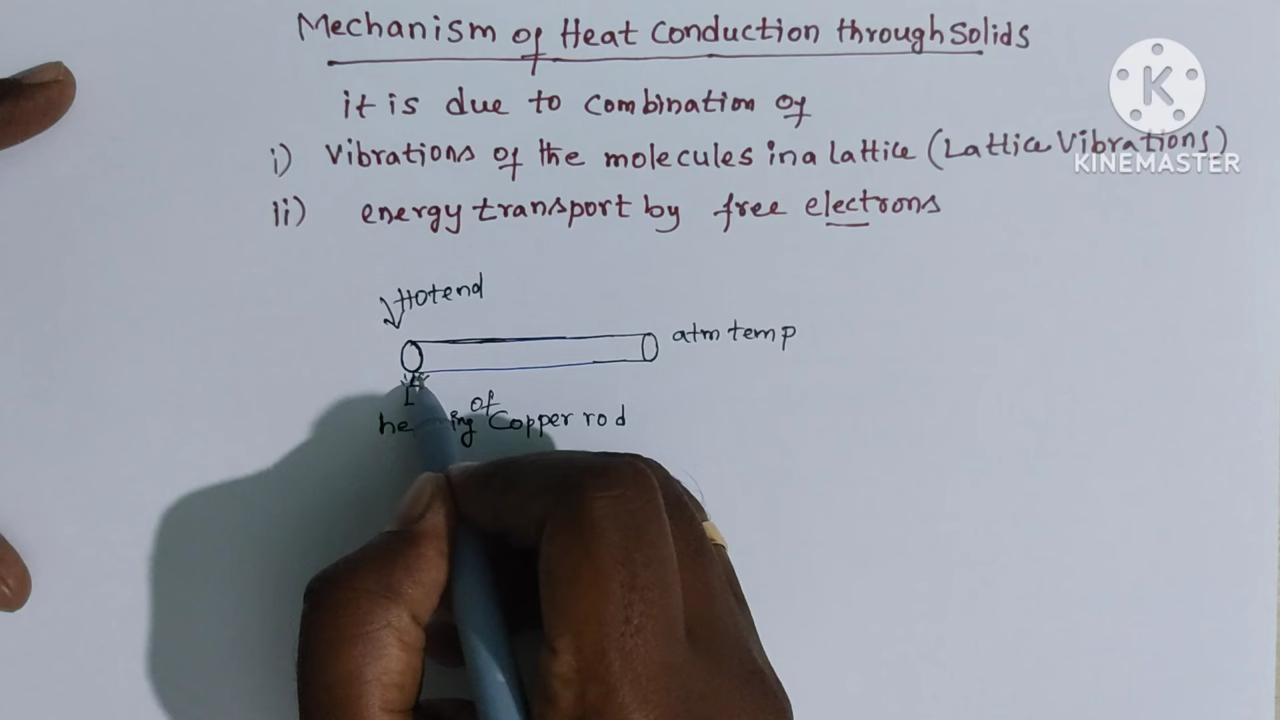 Mechanism of Heat Conduction through Solids
K
it is due to combination of
i) Vibrations of the molecules in a lattice (Lattice Vibrations)
KINEMASTER
ii) energy transport by free electrons
Hot end
atm temp
of
Copper rod